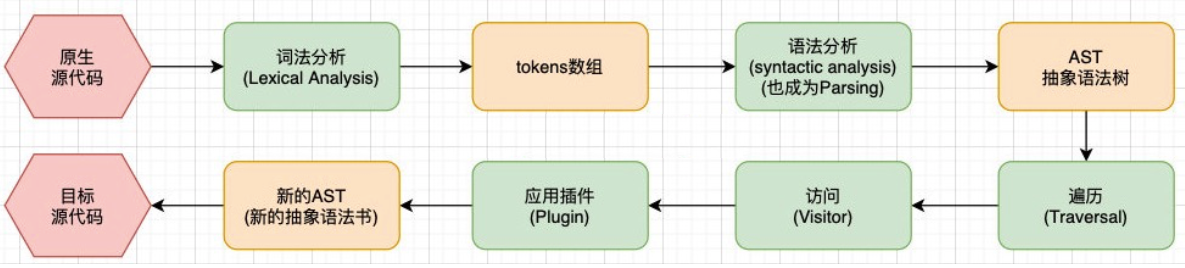 原生
源代码
词法分析
(Lexical Analysis)
tokens数组
语法分析
(syntactic analysis)
(也成为Parsing)
AST
抽象语法树
遍历
(Traversal)
访问
(Visitor)
应用插件
(Plugin)
新的AST
(新的抽象语法书)
目标
源代码